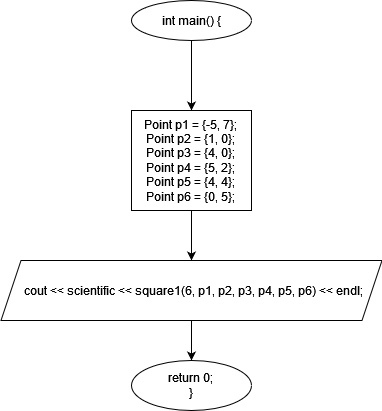 int main() {
Point p1 = {-5, 7};
Point p2 = {1, 0};
Point p3 = {4, 0};
Point p4 = {5, 2};
Point p5 = {4, 4};
Point p6 = {0, 5};
cout << scientific << square1(6, p1, p2, p3, p4, p5, p6) << endl;
return 0;
}